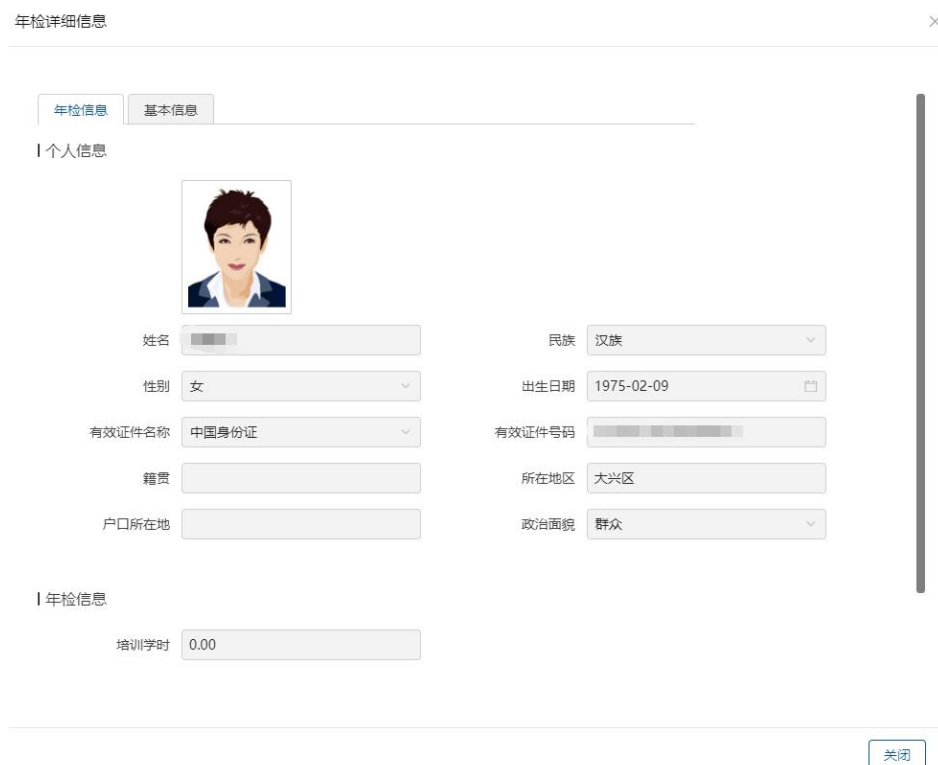 年检详细信息
年检信息 基本信息
个人信息
姓名 民族 汉族
性别 女 出生日期 1975-02-09
有效证件名称 中国身份证 有效证件号码
籍贯 所在地区 大兴区
户口所在地 政治面貌 群众
年检信息
培训学时 0.00
关闭